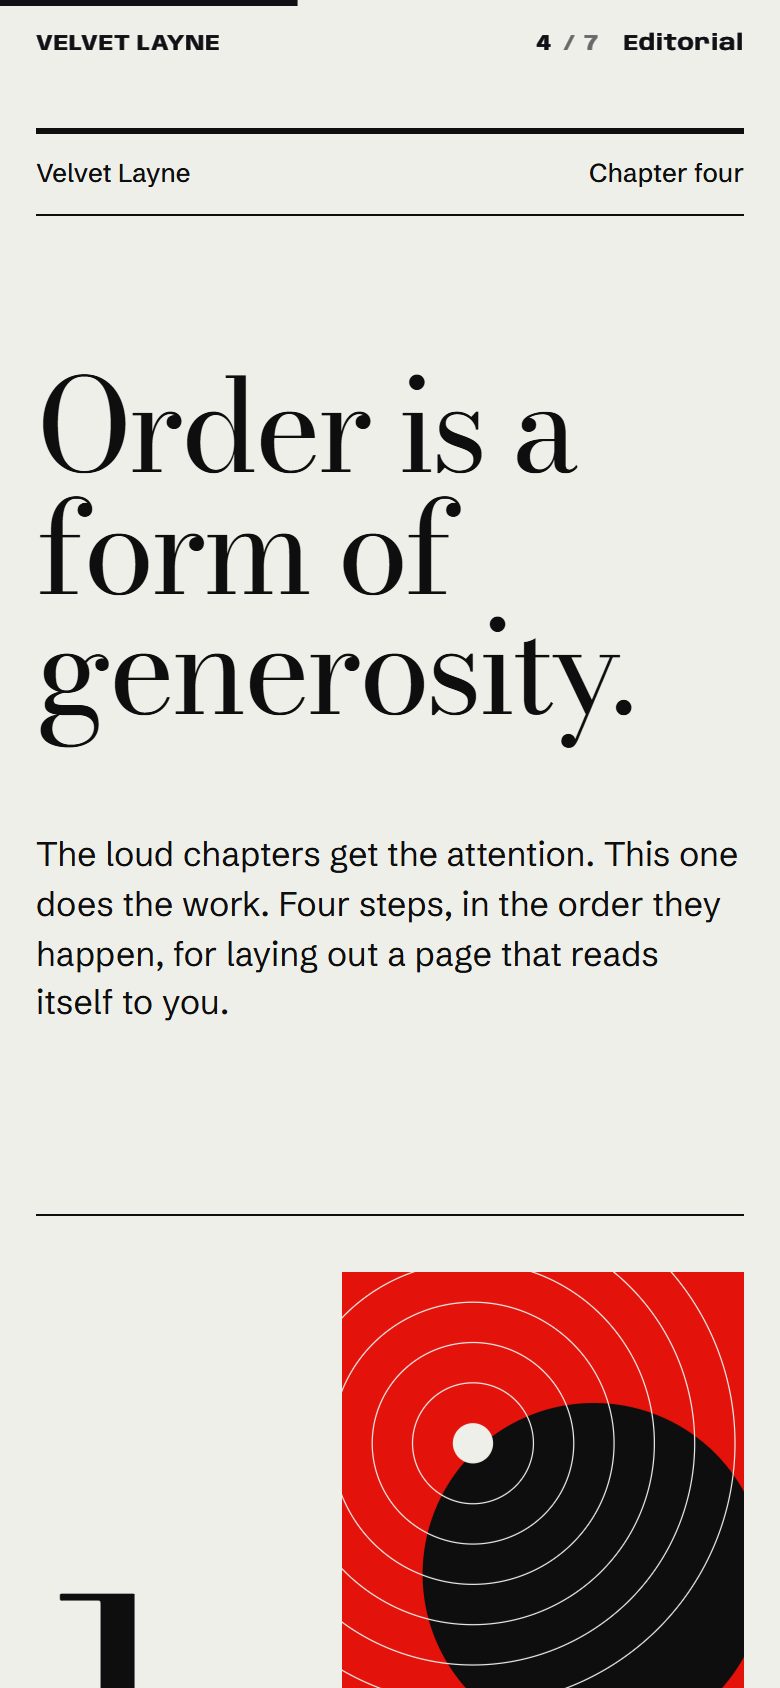 VELVET LAYNE
4 / 7 Editorial
Velvet Layne
Chapter four
Order is a
form of
generosity.
The loud chapters get the attention. This one
does the work. Four steps, in the order they
happen, for laying out a page that reads
itself to you.
1